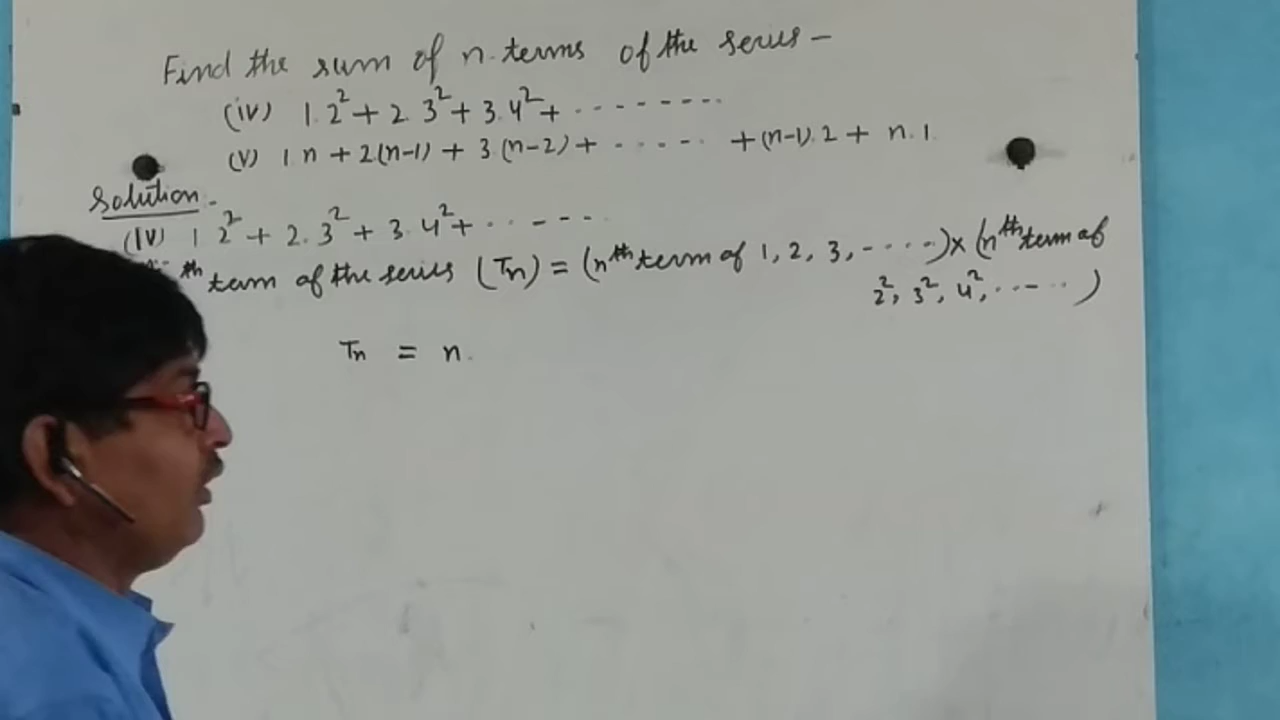 Find the sum of n terms of the series -
(iv) 1.2² + 2.3² + 3.4² + - - - - - - - -
(v) 1.n + 2(n-1) + 3.(n-2) + - - - - - + (n-1).2 + n.1.
Solution -
(iv) 1.2² + 2.3² + 3.4² + - - - - - -
th term of the series (Tn) = (nth term of 1, 2, 3, - - - - -) × (nth term of
2², 3², 4², - - - - - )
Tn = n.